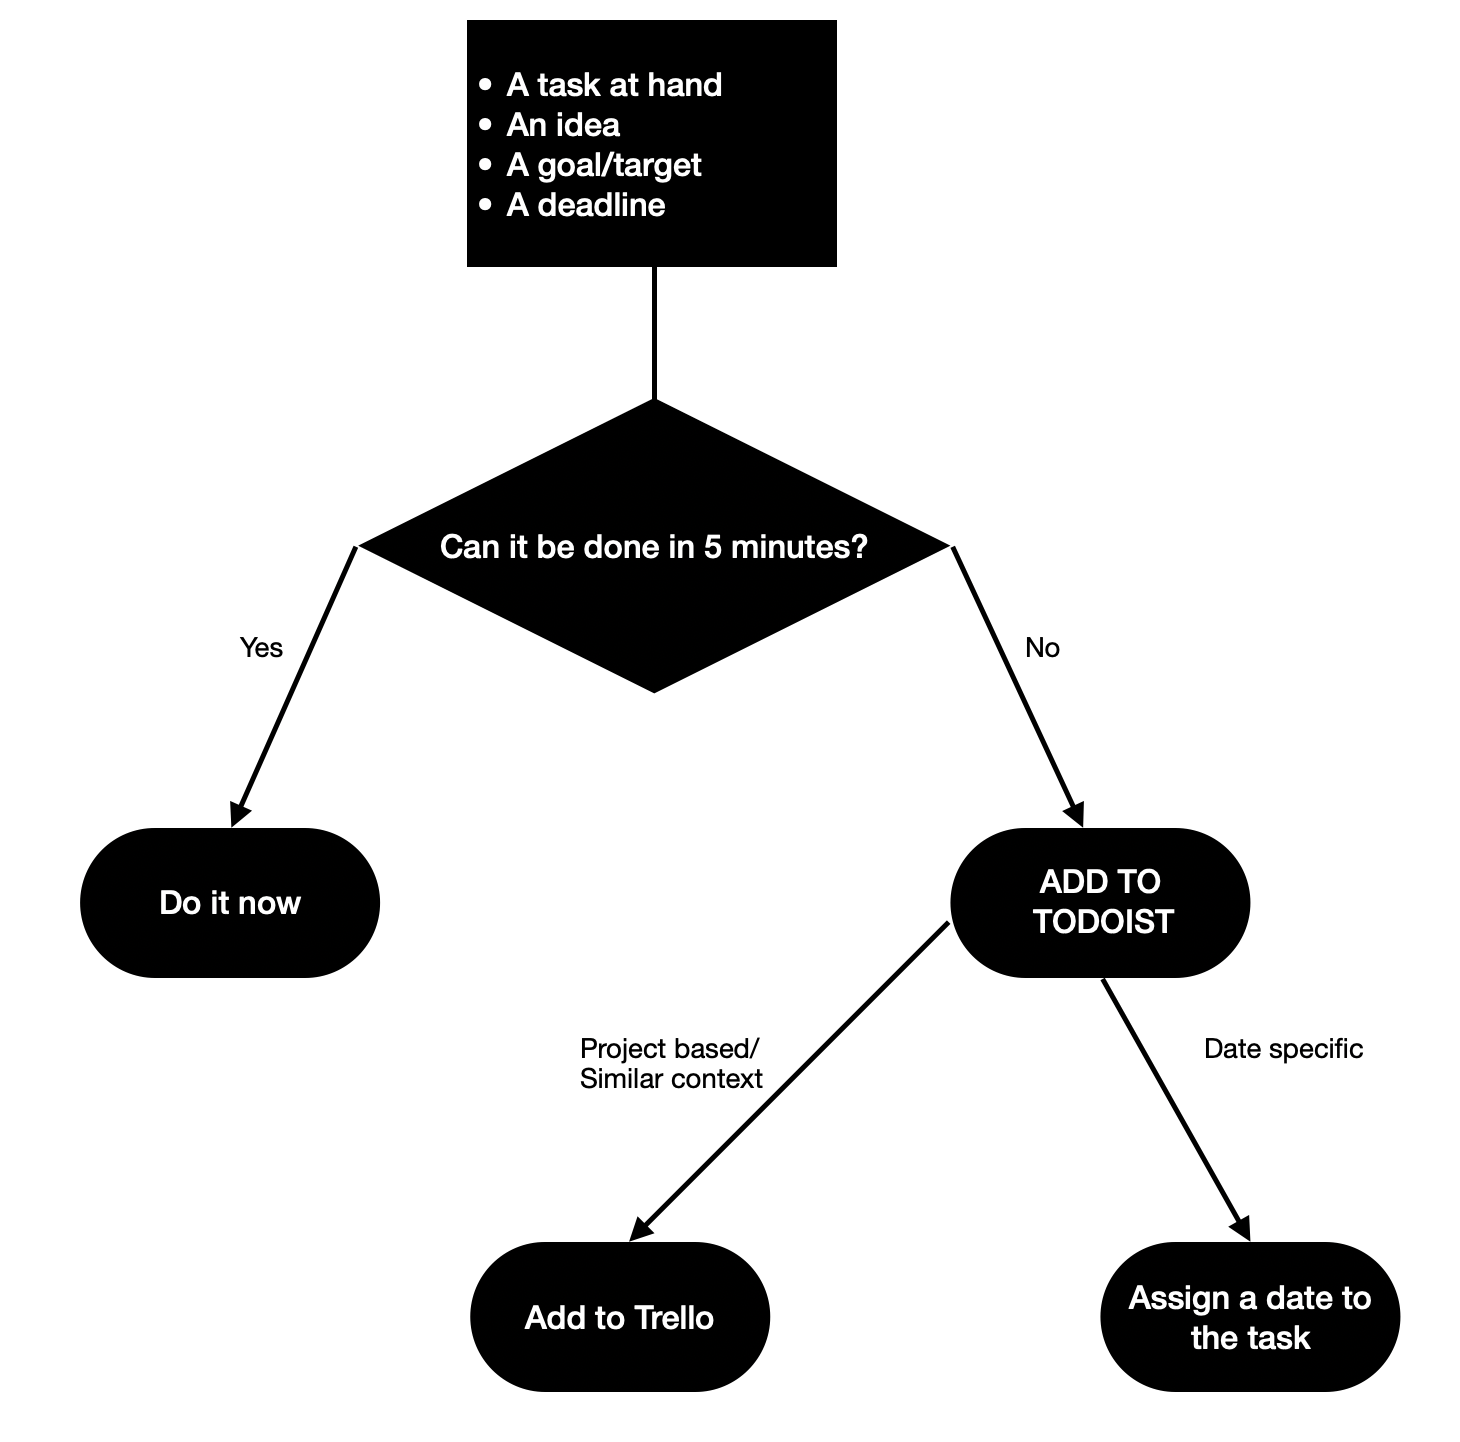 • A task at hand
• An idea
• A goal/target
• A deadline
Can it be done in 5 minutes?
Yes
No
Do it now
ADD TO
TODOIST
Project based/
Similar context
Date specific
Add to Trello
Assign a date to
the task